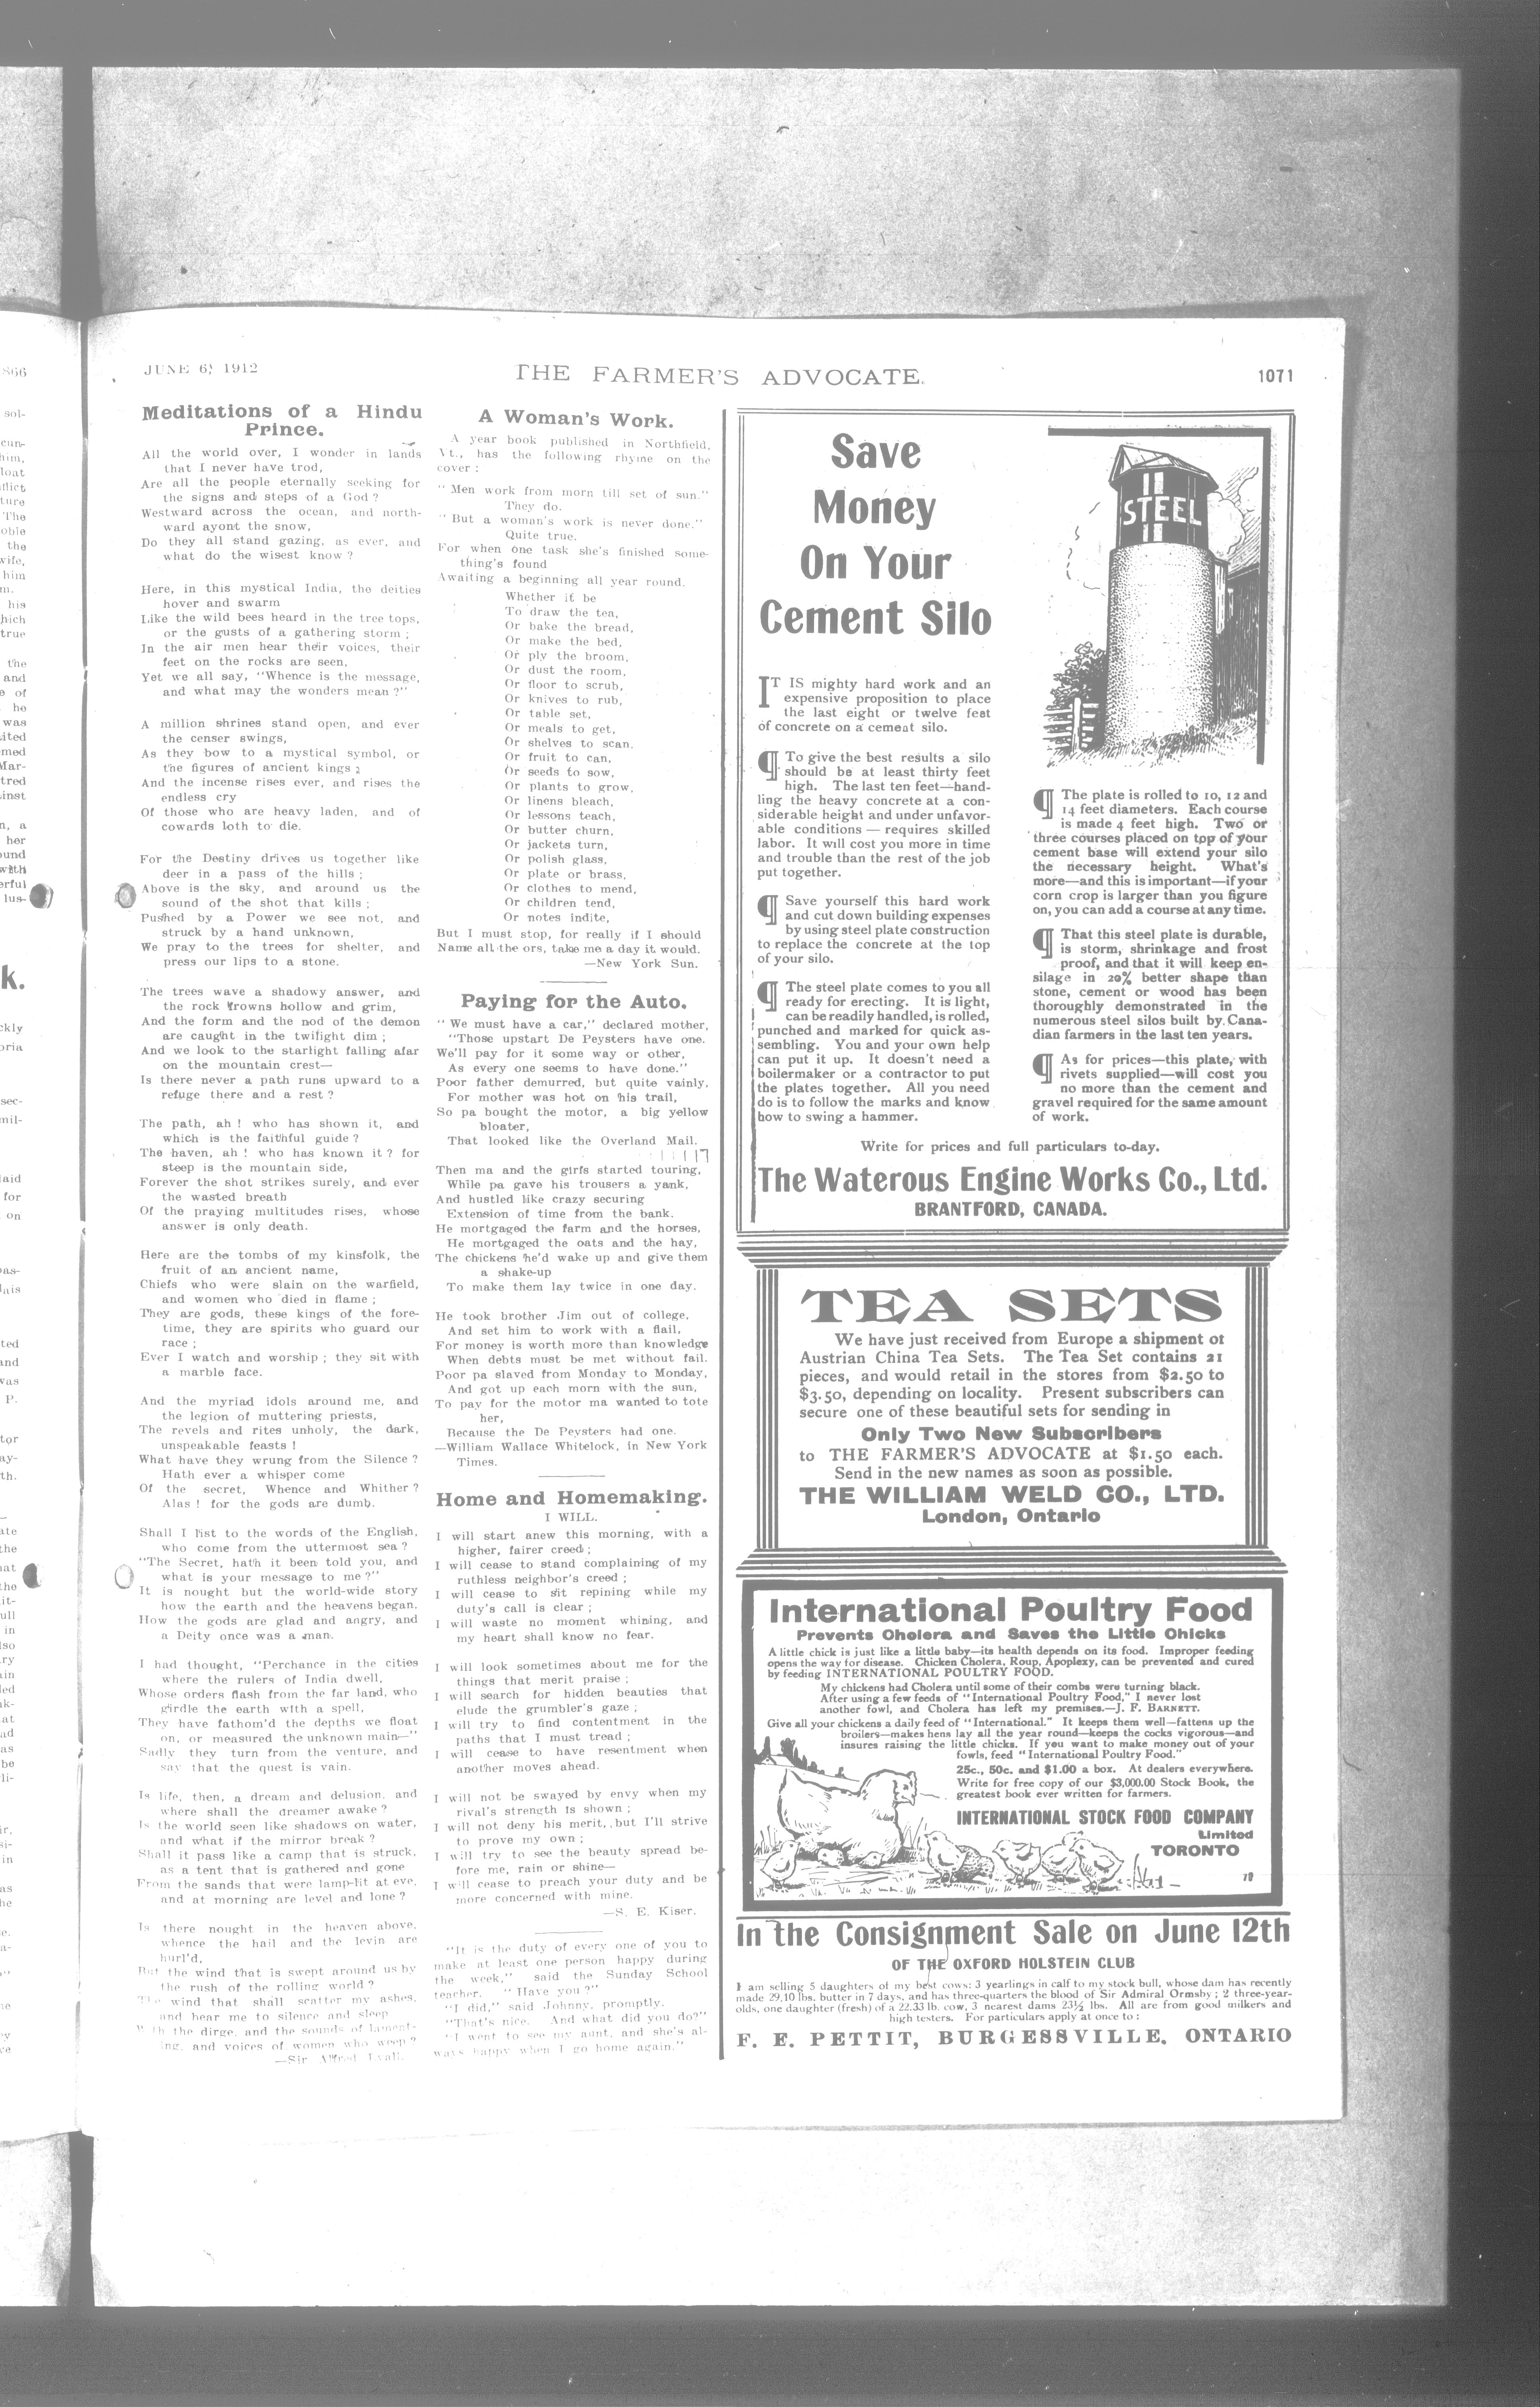 JUNE 6, 1912
THE FARMER'S ADVOCATE.
1071
Meditations of a Hindu
Prince.
All the world over, I wonder in lands
that I never have trod,
Are all the people eternally seeking for
the signs and steps of a God ?
Westward across the ocean, and north-
ward ayont the snow,
Do they all stand gazing, as ever, and
what do the wisest know ?
Here, in this mystical India, the deities
hover and swarm
Like the wild bees heard in the tree tops,
or the gusts of a gathering storm ;
In the air men hear their voices, their
feet on the rocks are seen,
Yet we all say, "Whence is the message,
and what may the wonders mean ?"
A million shrines stand open, and ever
the censer swings,
As they bow to a mystical symbol, or
the figures of ancient kings ;
And the incense rises ever, and rises the
endless cry
Of those who are heavy laden, and of
cowards loth to die.
For the Destiny drives us together like
deer in a pass of the hills ;
Above is the sky, and around us the
sound of the shot that kills ;
Pushed by a Power we see not, and
struck by a hand unknown,
We pray to the trees for shelter, and
press our lips to a stone.
The trees wave a shadowy answer, and
the rock frowns hollow and grim,
And the form and the nod of the demon
are caught in the twilight dim ;
And we look to the starlight falling afar
on the mountain crest—
Is there never a path runs upward to a
refuge there and a rest ?
The path, ah ! who has shown it, and
which is the faithful guide ?
The haven, ah ! who has known it ? for
steep is the mountain side,
Forever the shot strikes surely, and ever
the wasted breath
Of the praying multitudes rises, whose
answer is only death.
Here are the tombs of my kinsfolk, the
fruit of an ancient name,
Chiefs who were slain on the warfield,
and women who died in flame ;
They are gods, these kings of the fore-
time, they are spirits who guard our
race ;
Ever I watch and worship ; they sit with
a marble face.
And the myriad idols around me, and
the legion of muttering priests,
The revels and rites unholy, the dark,
unspeakable feasts !
What have they wrung from the Silence ?
Hath ever a whisper come
Of the secret, Whence and Whither ?
Alas ! for the gods are dumb.
Shall I list to the words of the English,
who come from the uttermost sea ?
"The Secret, hath it been told you, and
what is your message to me ?"
It is nought but the world-wide story
how the earth and the heavens began,
How the gods are glad and angry, and
a Deity once was a man.
I had thought, "Perchance in the cities
where the rulers of India dwell,
Whose orders flash from the far land, who
girdle the earth with a spell,
They have fathom'd the depths we float
on, or measured the unknown main—"
Sadly they turn from the venture, and
say that the quest is vain.
Is life, then, a dream and delusion, and
where shall the dreamer awake ?
Is the world seen like shadows on water,
and what if the mirror break ?
Shall it pass like a camp that is struck,
as a tent that is gathered and gone
From the sands that were lamp-lit at eve,
and at morning are level and lone ?
Is there nought in the heaven above,
whence the hail and the levin are
hurl'd,
But the wind that is swept around us by
the rush of the rolling world ?
The wind that shall scatter my ashes,
and hear me to silence and sleep
With the dirge, and the sounds of lament-
ing, and voices of women who weep ?
—Sir Alfred Lyall.
A Woman's Work.
A year book published in Northfield,
Vt., has the following rhyme on the
cover :
" Men work from morn till set of sun."
They do.
" But a woman's work is never done."
Quite true.
For when one task she's finished some-
thing's found
Awaiting a beginning all year round.
Whether it be
To draw the tea,
Or bake the bread,
Or make the bed,
Or ply the broom,
Or dust the room,
Or floor to scrub,
Or knives to rub,
Or table set,
Or meals to get,
Or shelves to scan,
Or fruit to can,
Or seeds to sow,
Or plants to grow,
Or linens bleach,
Or lessons teach,
Or butter churn,
Or jackets turn,
Or polish glass,
Or plate or brass,
Or clothes to mend,
Or children tend,
Or notes indite,
But I must stop, for really if I should
Name all the ors, take me a day it would.
—New York Sun.
Paying for the Auto.
" We must have a car," declared mother,
"Those upstart De Peysters have one.
We'll pay for it some way or other,
As every one seems to have done."
Poor father demurred, but quite vainly,
For mother was hot on his trail,
So pa bought the motor, a big yellow
bloater,
That looked like the Overland Mail.
Then ma and the girls started touring,
While pa gave his trousers a yank,
And hustled like crazy securing
Extension of time from the bank.
He mortgaged the farm and the horses,
He mortgaged the oats and the hay,
The chickens he'd wake up and give them
a shake-up
To make them lay twice in one day.
He took brother Jim out of college,
And set him to work with a flail,
For money is worth more than knowledge
When debts must be met without fail.
Poor pa slaved from Monday to Monday,
And got up each morn with the sun,
To pay for the motor ma wanted to tote
her,
Because the De Peysters had one.
—William Wallace Whitelock, in New York
Times.
Home and Homemaking.
I WILL.
I will start anew this morning, with a
higher, fairer creed ;
I will cease to stand complaining of my
ruthless neighbor's creed ;
I will cease to sit repining while my
duty's call is clear ;
I will waste no moment whining, and
my heart shall know no fear.
I will look sometimes about me for the
things that merit praise ;
I will search for hidden beauties that
elude the grumbler's gaze ;
I will try to find contentment in the
paths that I must tread ;
I will cease to have resentment when
another moves ahead.
I will not be swayed by envy when my
rival's strength is shown ;
I will not deny his merit, but I'll strive
to prove my own ;
I will try to see the beauty spread be-
fore me, rain or shine—
I will cease to preach your duty and be
more concerned with mine.
—S. E. Kiser.
"It is the duty of every one of you to
make at least one person happy during
the week," said the Sunday School
teacher. "Have you ?"
"I did," said Johnny, promptly.
"That's nice. And what did you do?"
"I went to see my aunt, and she's al-
ways happy when I go home again."
Save
Money
On Your
Cement Silo
STEEL
IT IS mighty hard work and an
expensive proposition to place
the last eight or twelve feet
of concrete on a cement silo.
¶ To give the best results a silo
should be at least thirty feet
high. The last ten feet—hand-
ling the heavy concrete at a con-
siderable height and under unfavor-
able conditions — requires skilled
labor. It will cost you more in time
and trouble than the rest of the job
put together.
¶ Save yourself this hard work
and cut down building expenses
by using steel plate construction
to replace the concrete at the top
of your silo.
¶ The steel plate comes to you all
ready for erecting. It is light,
can be readily handled, is rolled,
punched and marked for quick as-
sembling. You and your own help
can put it up. It doesn't need a
boilermaker or a contractor to put
the plates together. All you need
do is to follow the marks and know
how to swing a hammer.
¶ The plate is rolled to 10, 12 and
14 feet diameters. Each course
is made 4 feet high. Two or
three courses placed on top of your
cement base will extend your silo
the necessary height. What's
more—and this is important—if your
corn crop is larger than you figure
on, you can add a course at any time.
¶ That this steel plate is durable,
is storm, shrinkage and frost
proof, and that it will keep en-
silage in 20% better shape than
stone, cement or wood has been
thoroughly demonstrated in the
numerous steel silos built by Cana-
dian farmers in the last ten years.
¶ As for prices—this plate, with
rivets supplied—will cost you
no more than the cement and
gravel required for the same amount
of work.
Write for prices and full particulars to-day.
The Waterous Engine Works Co., Ltd.
BRANTFORD, CANADA.
TEA SETS
We have just received from Europe a shipment of
Austrian China Tea Sets. The Tea Set contains 21
pieces, and would retail in the stores from $2.50 to
$3.50, depending on locality. Present subscribers can
secure one of these beautiful sets for sending in
Only Two New Subscribers
to THE FARMER'S ADVOCATE at $1.50 each.
Send in the new names as soon as possible.
THE WILLIAM WELD CO., LTD.
London, Ontario
International Poultry Food
Prevents Cholera and Saves the Little Chicks
A little chick is just like a little baby—its health depends on its food. Improper feeding
opens the way for disease. Chicken Cholera, Roup, Apoplexy, can be prevented and cured
by feeding INTERNATIONAL POULTRY FOOD.
My chickens had Cholera until some of their combs were turning black.
After using a few feeds of "International Poultry Food," I never lost
another fowl, and Cholera has left my premises.—J. F. BARNETT.
Give all your chickens a daily feed of "International." It keeps them well—fattens up the
broilers—makes hens lay all the year round—keeps the cocks vigorous—and
insures raising the little chicks. If you want to make money out of your
fowls, feed "International Poultry Food."
25c., 50c. and $1.00 a box. At dealers everywhere.
Write for free copy of our $3,000.00 Stock Book, the
greatest book ever written for farmers.
INTERNATIONAL STOCK FOOD COMPANY
Limited
TORONTO
In the Consignment Sale on June 12th
OF THE OXFORD HOLSTEIN CLUB
I am selling 5 daughters of my best cows: 3 yearlings in calf to my stock bull, whose dam has recently
made 29.10 lbs. butter in 7 days, and has three-quarters the blood of Sir Admiral Ormsby ; 2 three-year-
olds, one daughter (fresh) of a 22.33 lb. cow, 3 nearest dams 23½ lbs. All are from good milkers and
high testers. For particulars apply at once to :
F. E. PETTIT, BURGESSVILLE, ONTARIO